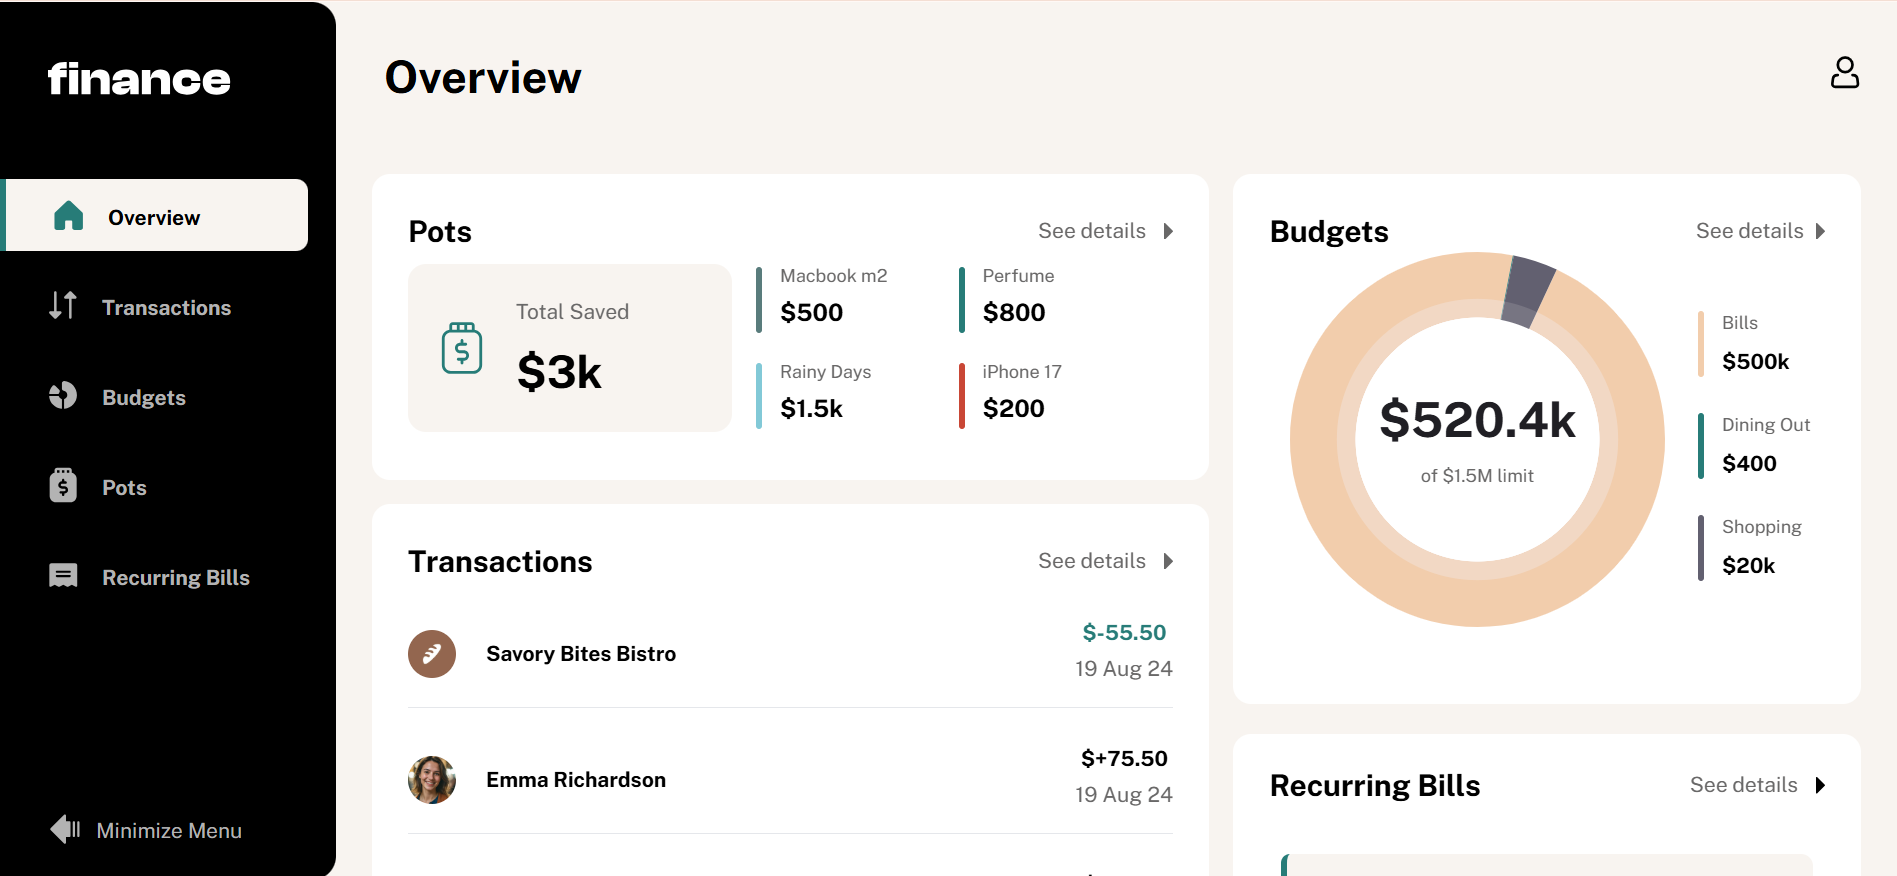 finance
Overview
Transactions
Budgets
Pots
Recurring Bills
Minimize Menu
Overview
Pots
See details
Total Saved
$3k
Macbook m2
$500
Perfume
$800
Rainy Days
$1.5k
iPhone 17
$200
Transactions
See details
Savory Bites Bistro
$-55.50
19 Aug 24
Emma Richardson
$+75.50
19 Aug 24
Budgets
See details
$520.4k
of $1.5M limit
Bills
$500k
Dining Out
$400
Shopping
$20k
Recurring Bills
See details